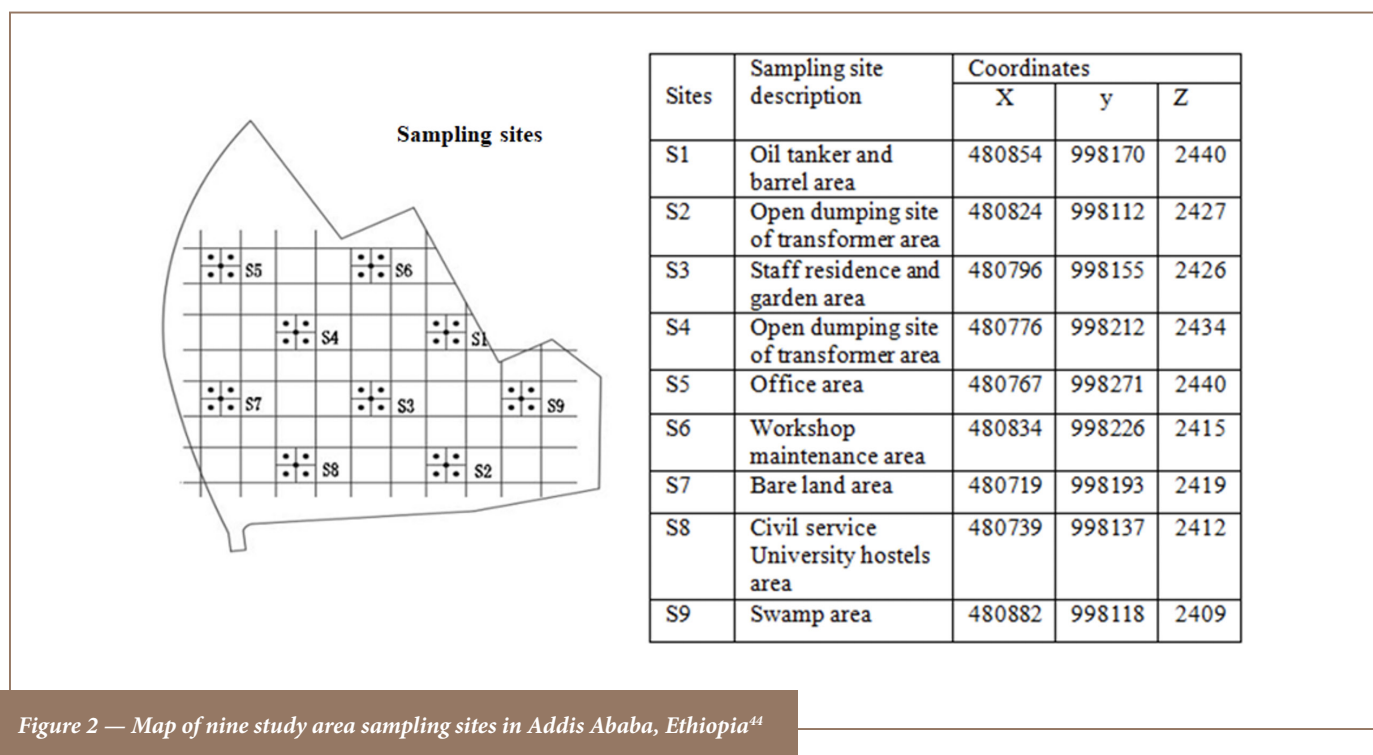 Sampling sites
S5
S6
S4
S1
S7
S3
S9
S8
S2
Sites Sampling site description Coordinates
X y Z
S1 Oil tanker and 480854 998170 2440
barrel area
S2 Open dumping site 480824 998112 2427
of transformer area
S3 Staff residence and 480796 998155 2426
garden area
S4 Open dumping site 480776 998212 2434
of transformer area
S5 Office area 480767 998271 2440
S6 Workshop 480834 998226 2415
maintenance area
S7 Bare land area 480719 998193 2419
S8 Civil service 480739 998137 2412
University hostels
area
S9 Swamp area 480882 998118 2409
Figure 2 — Map of nine study area sampling sites in Addis Ababa, Ethiopia⁴⁴